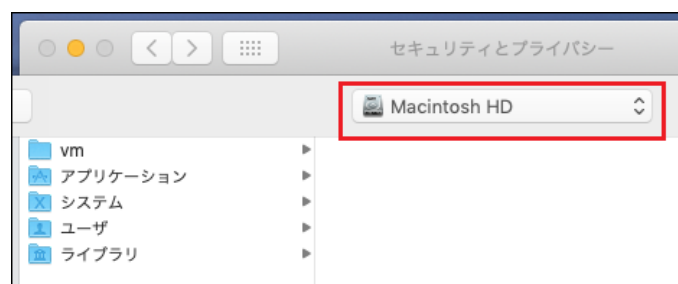 セキュリティとプライバシー
Macintosh HD
vm
アプリケーション
システム
ユーザ
ライブラリ